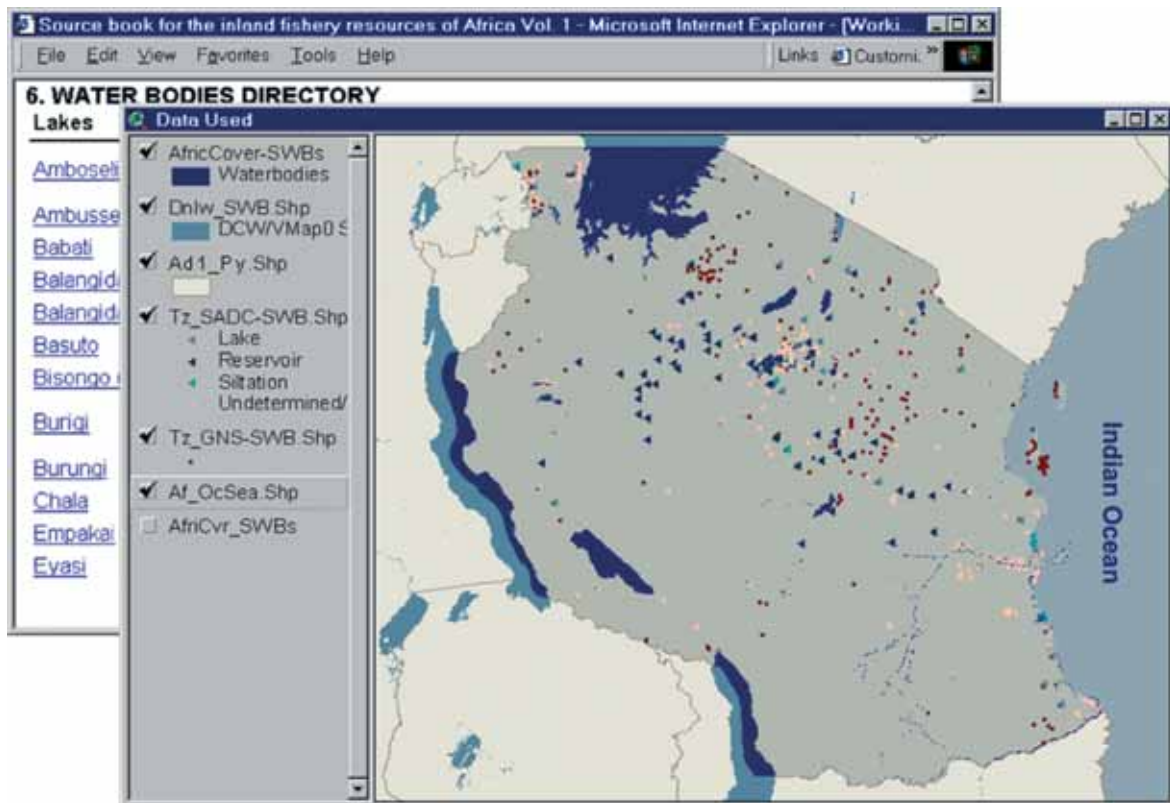 Source book for the inland fishery resources of Africa Vol. 1 - Microsoft Internet Explorer - [Worki...
File Edit View Favorites Tools Help
Links Customi. »
6. WATER BODIES DIRECTORY
Lakes
Amboseli
Ambusse
Babati
Balangida
Balangida
Basuto
Bisongo
Burigi
Burungi
Chala
Empakai
Eyasi
Data Used
AfricCover-SWBs
Waterbodies
Dnlw_SWB.Shp
DCW/VMap0 S
Ad1_Py.Shp
Tz_SADC-SWB.Shp
Lake
Reservoir
Siltation
Undetermined/
Tz_GNS-SWB.Shp
Af_OcSea.Shp
AfriCvr_SWBs
Indian Ocean